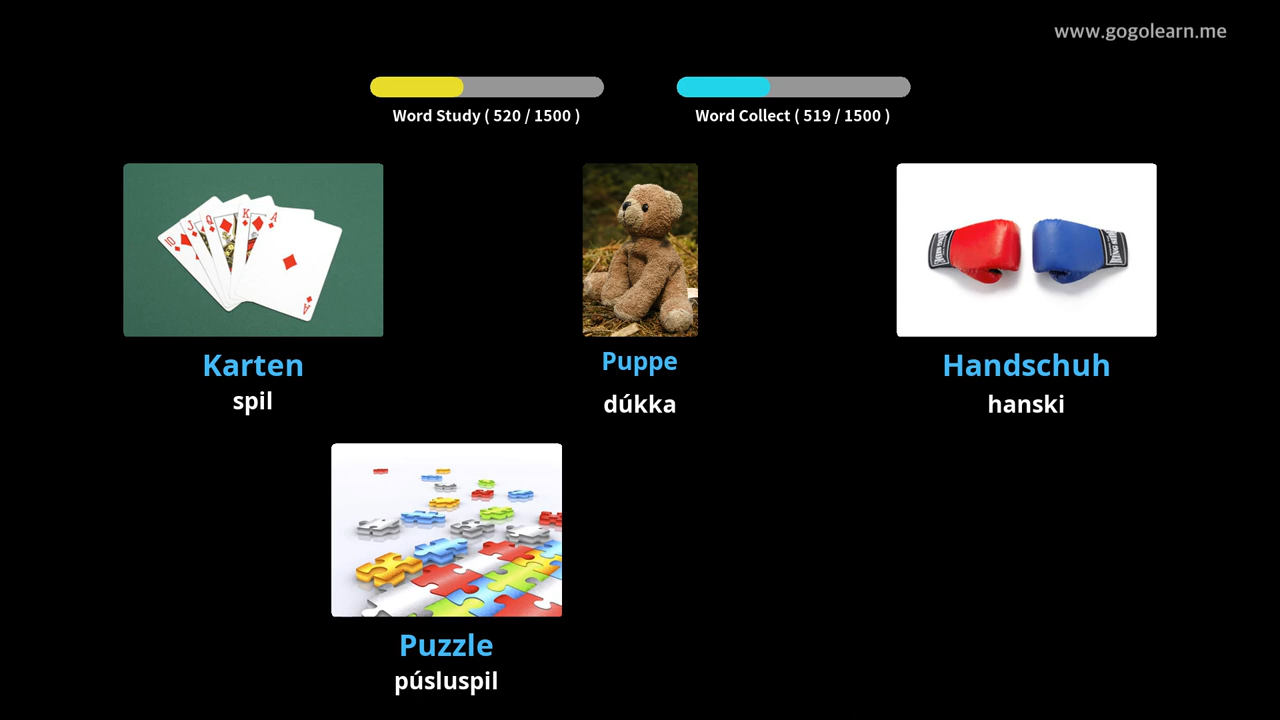 www.gogolearn.me
Word Study ( 520 / 1500 )
Word Collect ( 519 / 1500 )
10 J Q K A
A
Karten
spil
Puppe
dúkka
Handschuh
hanski
Puzzle
púsluspil